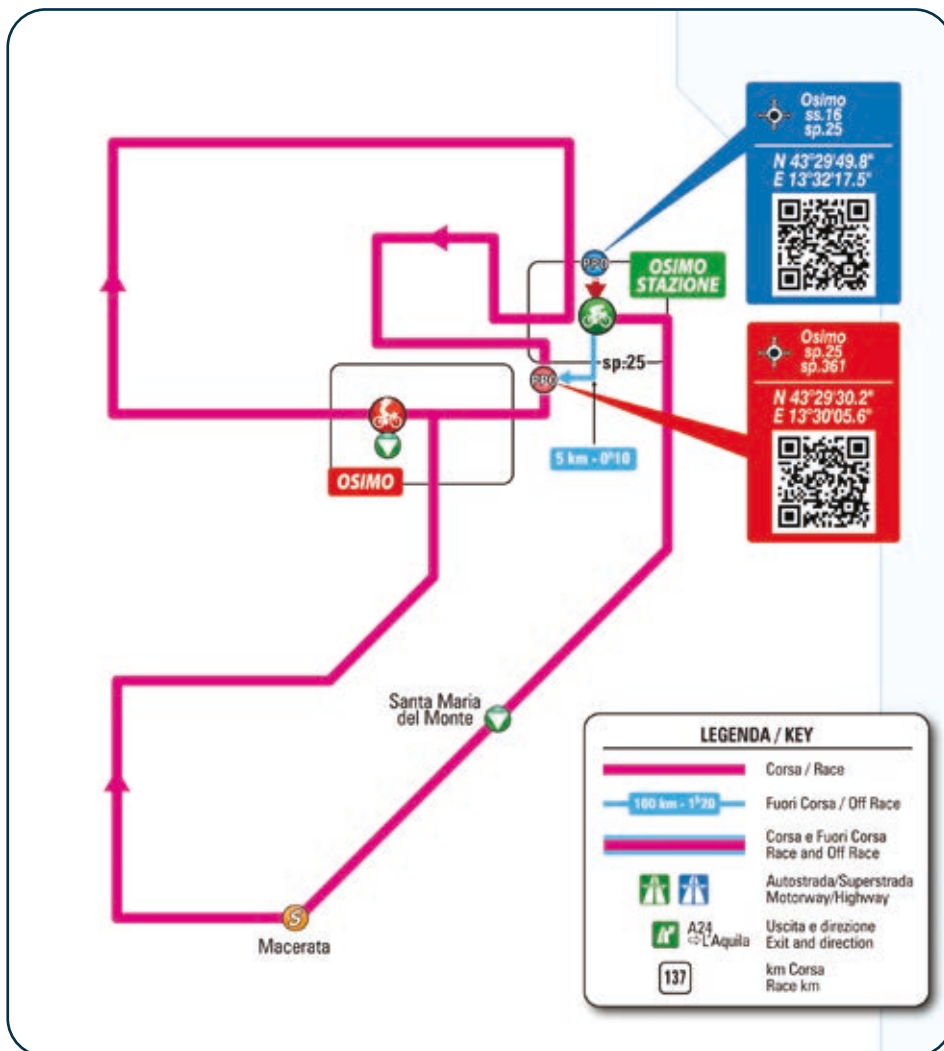 Osimo
ss.16
sp.25
N 43°29'49.8"
E 13°32'17.5"
PPO
OSIMO
STAZIONE
sp.25
PPO
Osimo
sp.25
sp.361
N 43°29'30.2"
E 13°30'05.6"
5 km - 0h10
OSIMO
Santa Maria
del Monte
S
Macerata
LEGENDA / KEY
Corsa / Race
100 km - 1h20
Fuori Corsa / Off Race
Corsa e Fuori Corsa
Race and Off Race
Autostrada/Superstrada
Motorway/Highway
A24
⇨L'Aquila
Uscita e direzione
Exit and direction
137
km Corsa
Race km